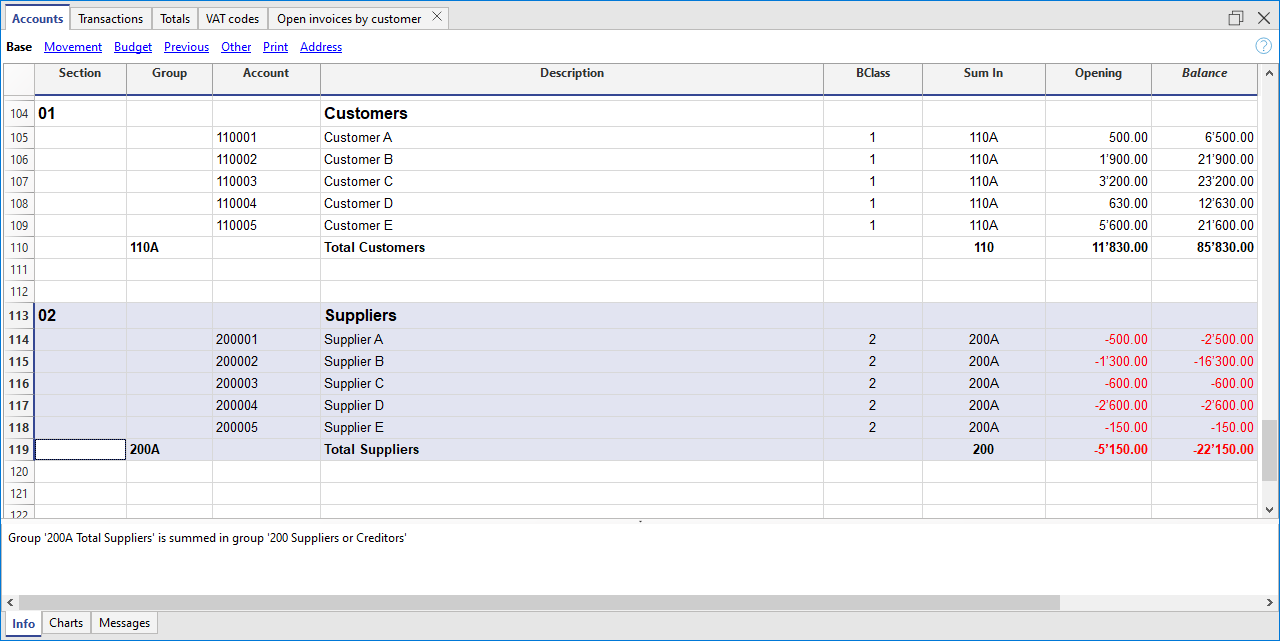 Accounts Transactions Totals VAT codes Open invoices by customer
Base Movement Budget Previous Other Print Address ?
Section Group Account Description BClass Sum In Opening Balance
104 01 Customers
105 110001 Customer A 1 110A 500.00 6’500.00
106 110002 Customer B 1 110A 1’900.00 21’900.00
107 110003 Customer C 1 110A 3’200.00 23’200.00
108 110004 Customer D 1 110A 630.00 12’630.00
109 110005 Customer E 1 110A 5’600.00 21’600.00
110 110A Total Customers 110 11’830.00 85’830.00
111
112
113 02 Suppliers
114 200001 Supplier A 2 200A -500.00 -2’500.00
115 200002 Supplier B 2 200A -1’300.00 -16’300.00
116 200003 Supplier C 2 200A -600.00 -600.00
117 200004 Supplier D 2 200A -2’600.00 -2’600.00
118 200005 Supplier E 2 200A -150.00 -150.00
119 200A Total Suppliers 200 -5’150.00 -22’150.00
120
121
122
Group '200A Total Suppliers' is summed in group '200 Suppliers or Creditors'
Info Charts Messages